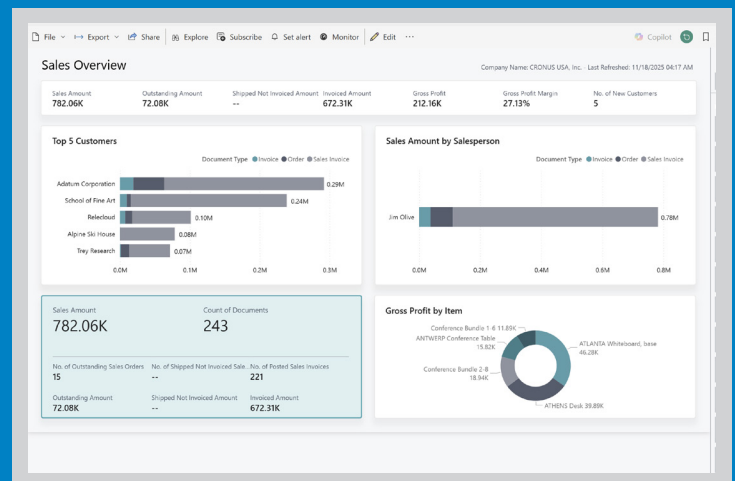 File Export Share Explore Subscribe Set alert Monitor Edit ... Copilot
Sales Overview
Company Name: CRONUS USA, Inc. - Last Refreshed: 11/18/2025 04:17 AM
Sales Amount Outstanding Amount Shipped Not Invoiced Amount Invoiced Amount Gross Profit Gross Profit Margin No. of New Customers
782.06K 72.08K -- 672.31K 212.16K 27.13% 5
Top 5 Customers
Document Type Invoice Order Sales Invoice
Adatum Corporation 0.29M
School of Fine Art 0.24M
Relecloud 0.10M
Alpine Ski House 0.08M
Trey Research 0.07M
0.0M 0.1M 0.2M 0.3M
Sales Amount by Salesperson
Document Type Invoice Order Sales Invoice
Jim Olive 0.78M
0.0M 0.2M 0.4M 0.6M 0.8M
Sales Amount Count of Documents
782.06K 243
No. of Outstanding Sales Orders No. of Shipped Not Invoiced Sale... No. of Posted Sales Invoices
15 -- 221
Outstanding Amount Shipped Not Invoiced Amount Invoiced Amount
72.08K -- 672.31K
Gross Profit by Item
Conference Bundle 1-6 11.89K
ANTWERP Conference Table
15.82K
Conference Bundle 2-8
18.94K
ATLANTA Whiteboard, base
46.28K
ATHENS Desk 39.89K